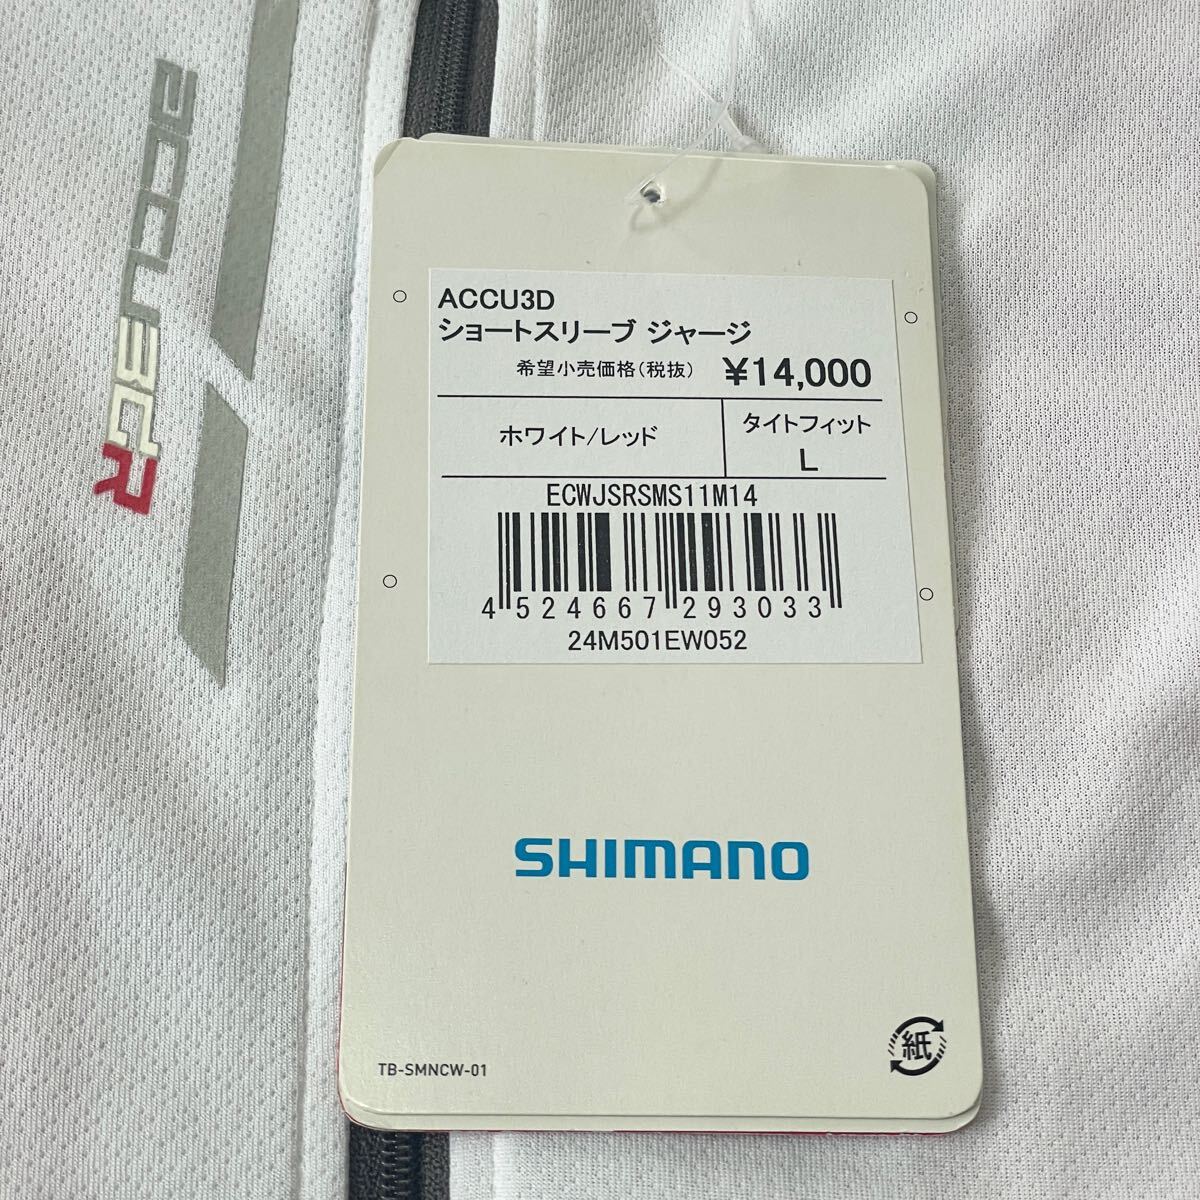 ACCU3DR
ACCU3D
ショートスリーブ ジャージ
希望小売価格(税抜) ¥14,000
ホワイト/レッド
タイトフィット
L
ECWJSRSMS11M14
4 524667 293033
24M501EW052
SHIMANO
TB-SMNCW-01
紙